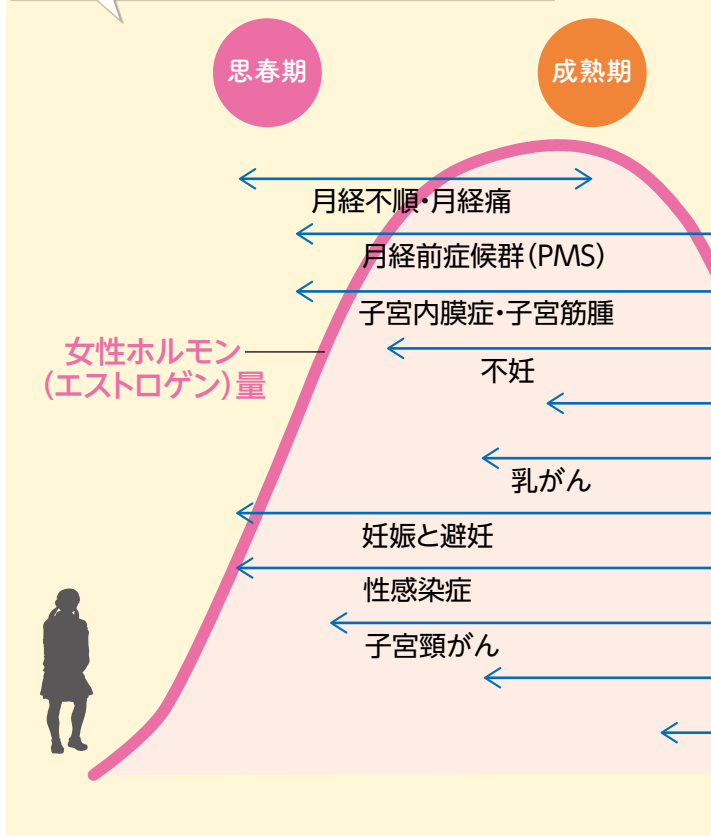 思春期
成熟期
月経不順・月経痛
月経前症候群(PMS)
子宮内膜症・子宮筋腫
女性ホルモン
(エストロゲン)量
不妊
乳がん
妊娠と避妊
性感染症
子宮頸がん